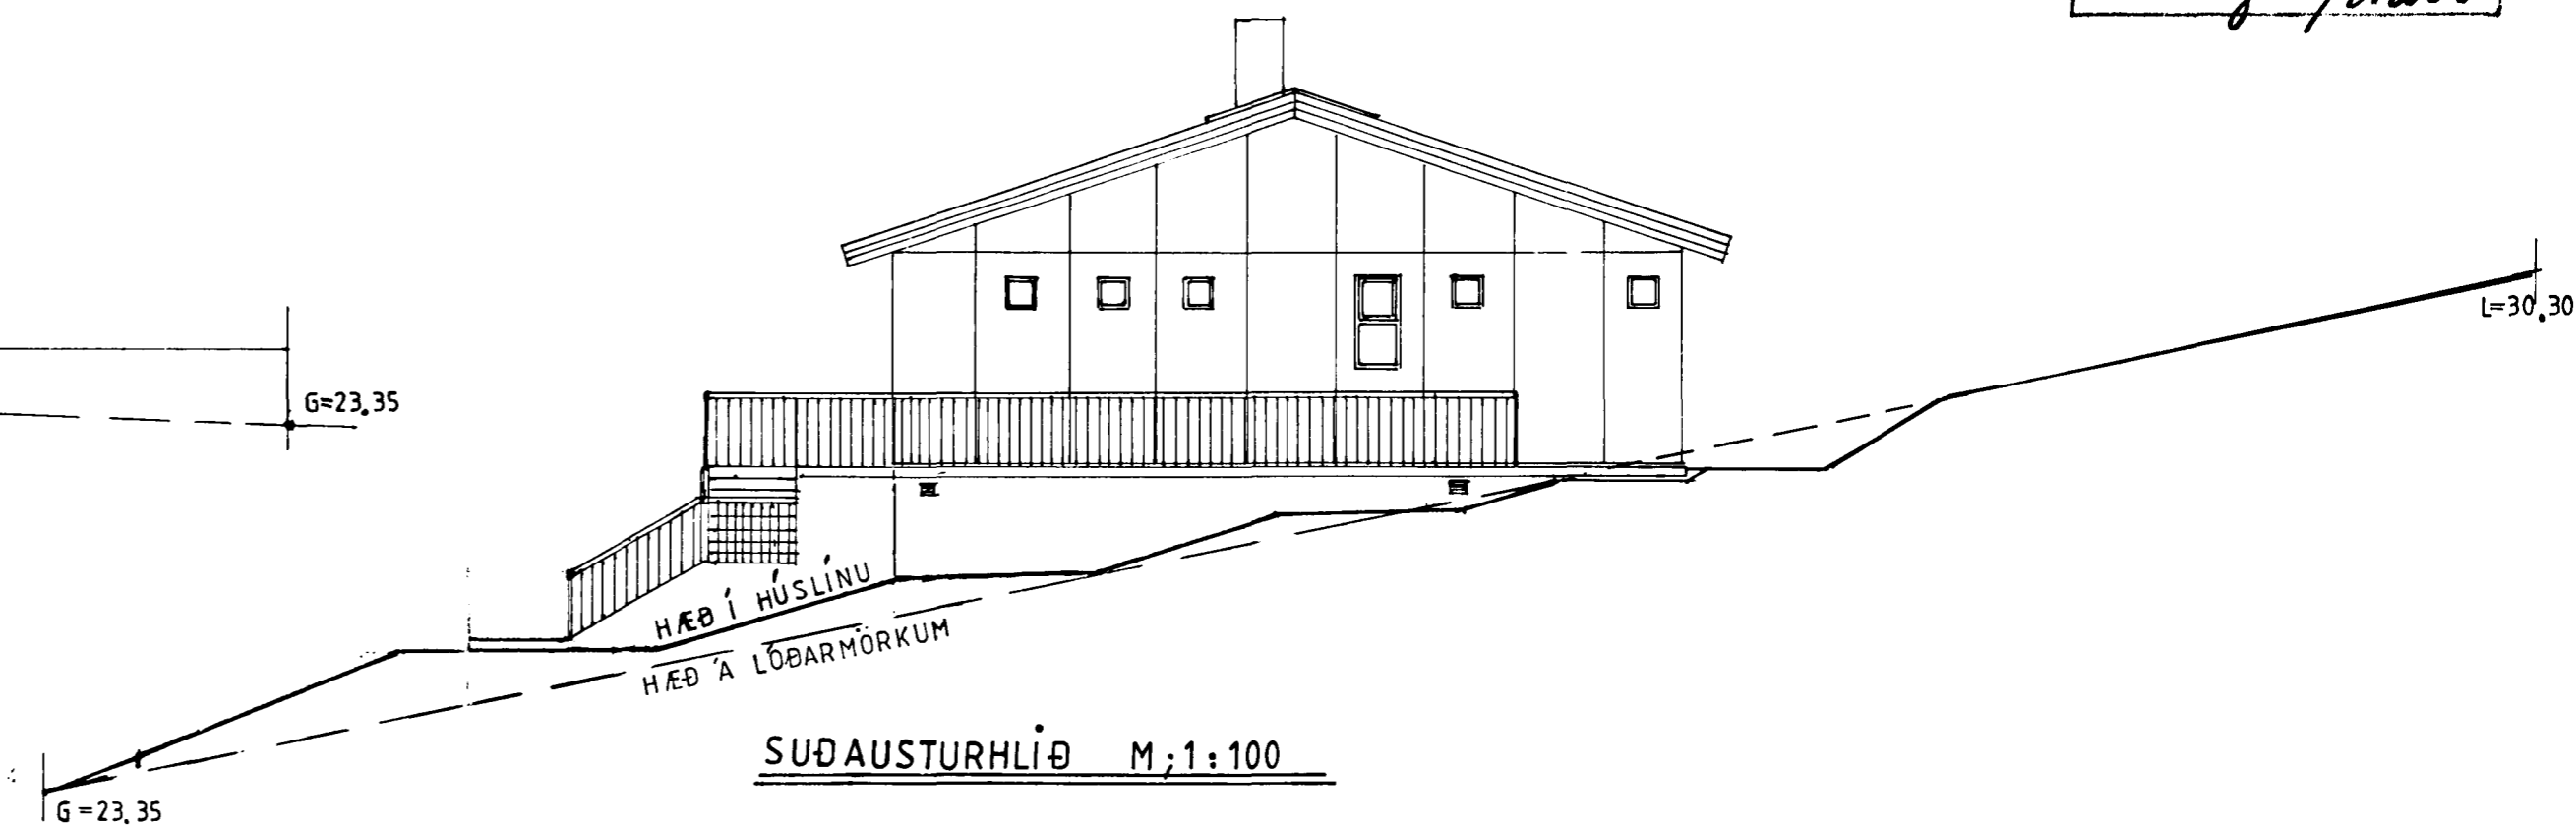 G=23,35
L=30,30
HÆÐ Í HÚSLÍNU
HÆÐ Á LÓÐARMÖRKUM
SUÐAUSTURHLIÐ M;1:100
G=23,35